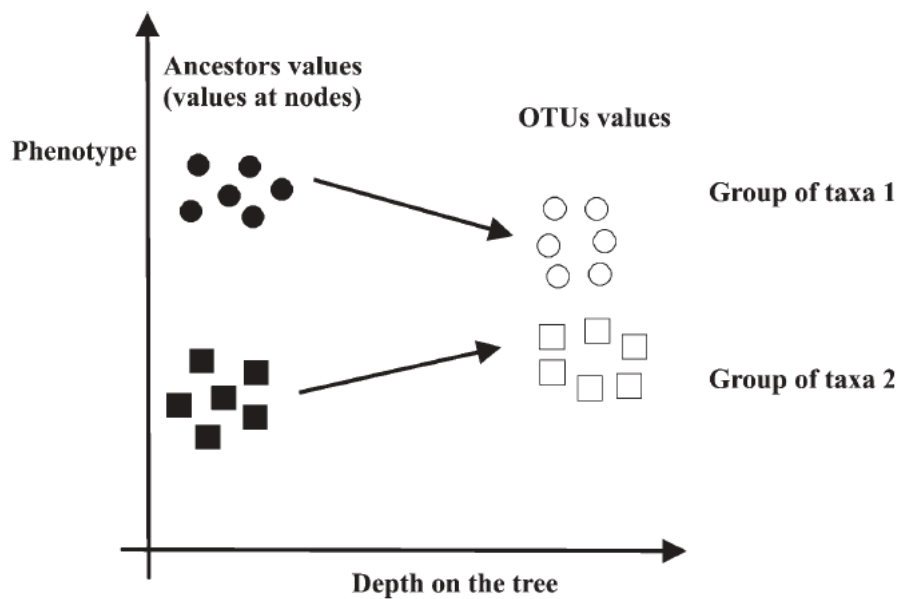 Ancestors values
(values at nodes)
OTUs values
Phenotype
Group of taxa 1
Group of taxa 2
Depth on the tree